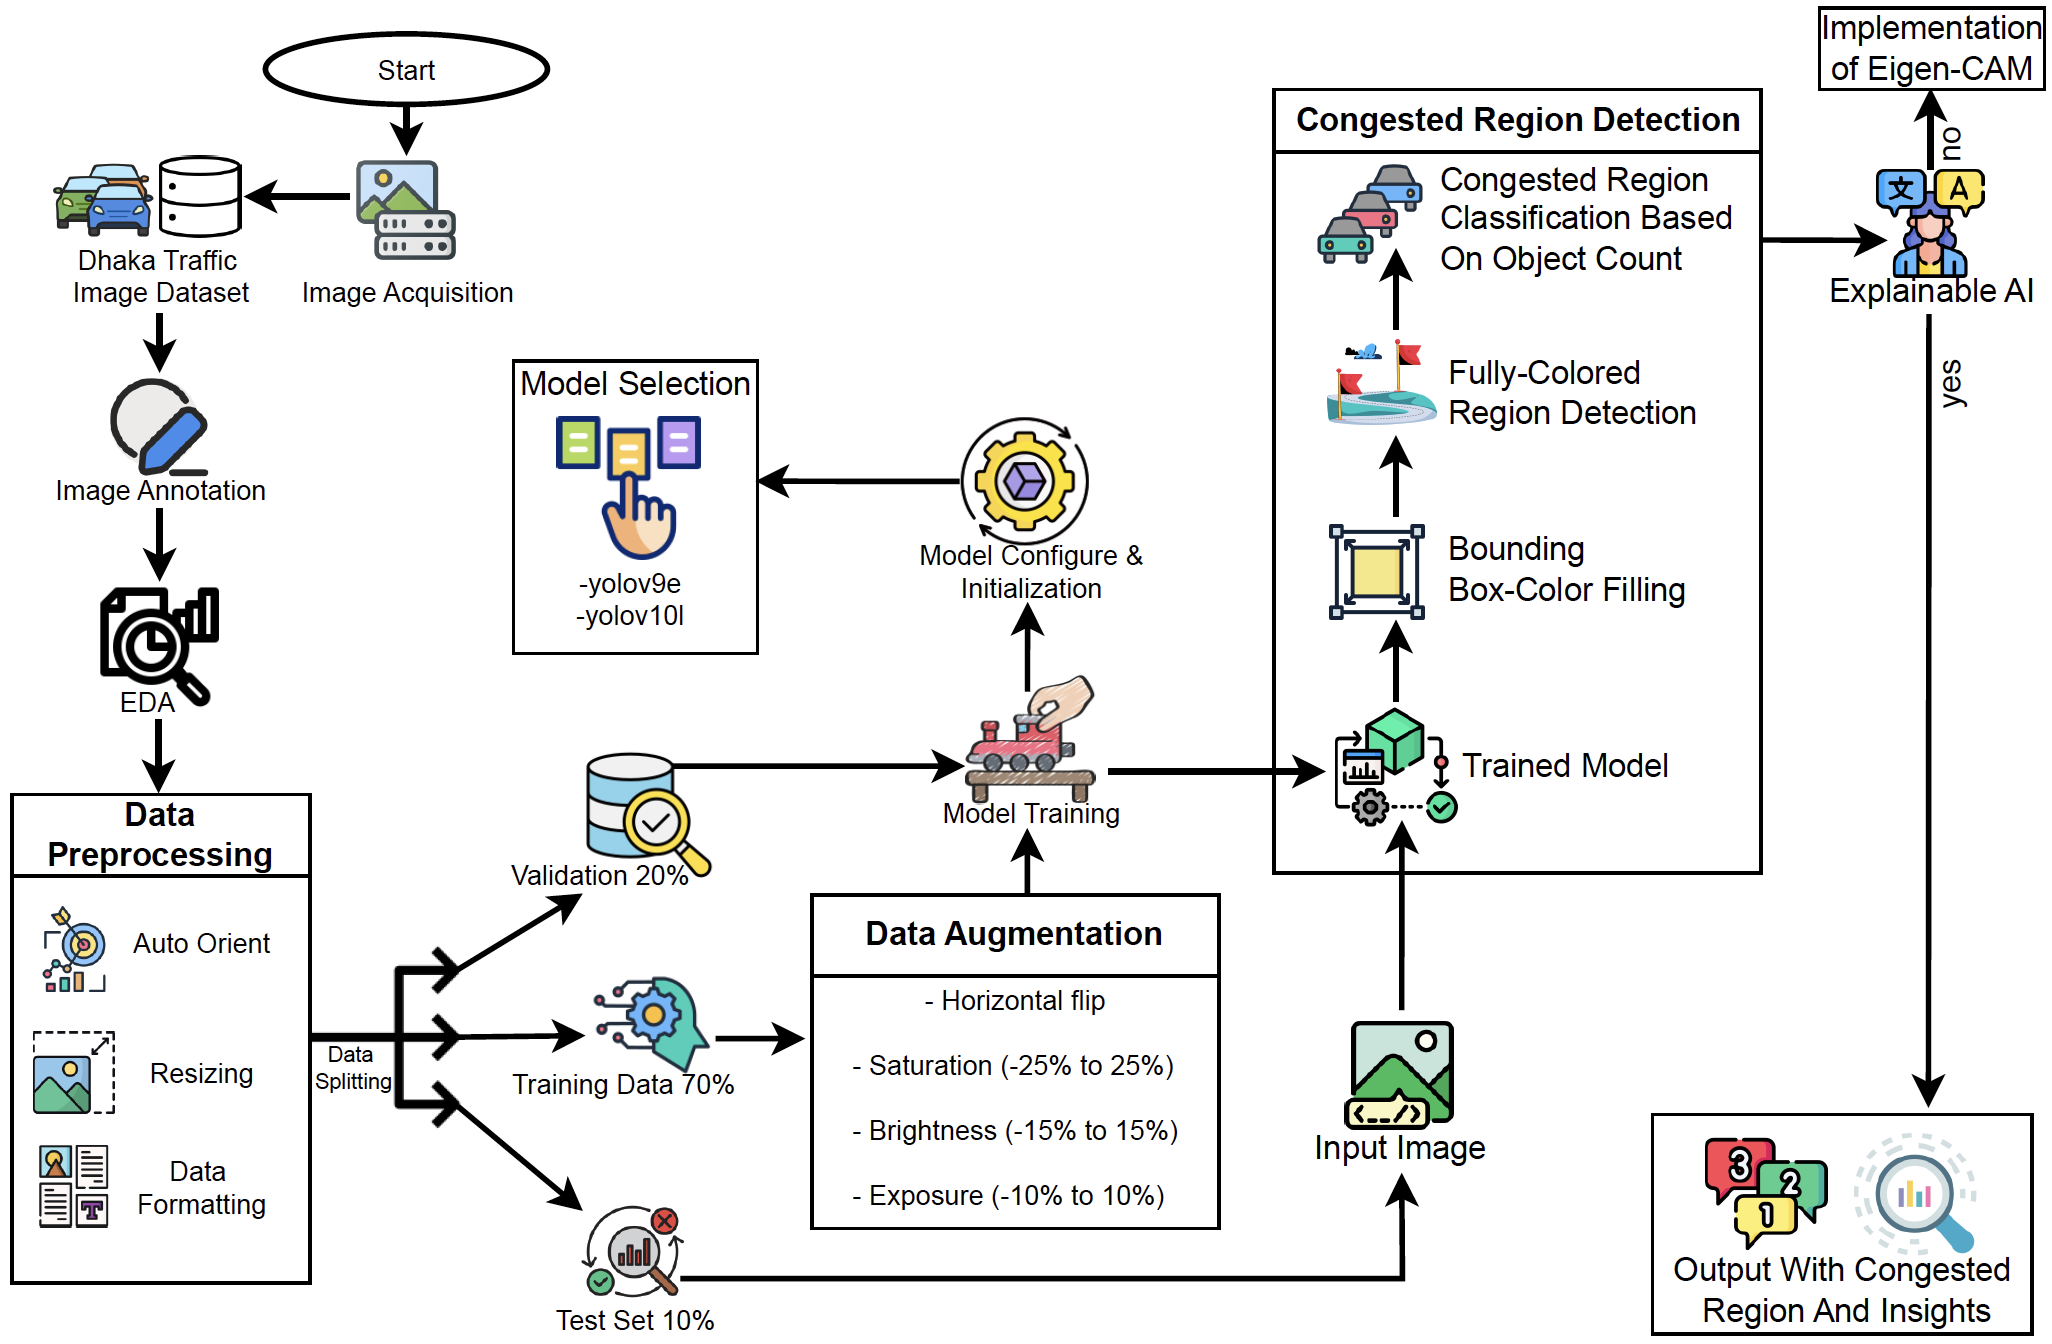 Start
Image Acquisition
Dhaka Traffic
Image Dataset
Image Annotation
EDA
Data
Preprocessing
Auto Orient
Resizing
Data
Formatting
T
Data
Splitting
Validation 20%
Training Data 70%
Test Set 10%
Data Augmentation
- Horizontal flip
- Saturation (-25% to 25%)
- Brightness (-15% to 15%)
- Exposure (-10% to 10%)
Model Training
Model Configure &
Initialization
Model Selection
-yolov9e
-yolov10l
Input Image
Congested Region Detection
Congested Region
Classification Based
On Object Count
Fully-Colored
Region Detection
Bounding
Box-Color Filling
Trained Model
Implementation
of Eigen-CAM
no
文 A
Explainable AI
yes
3
2
1
Output With Congested
Region And Insights